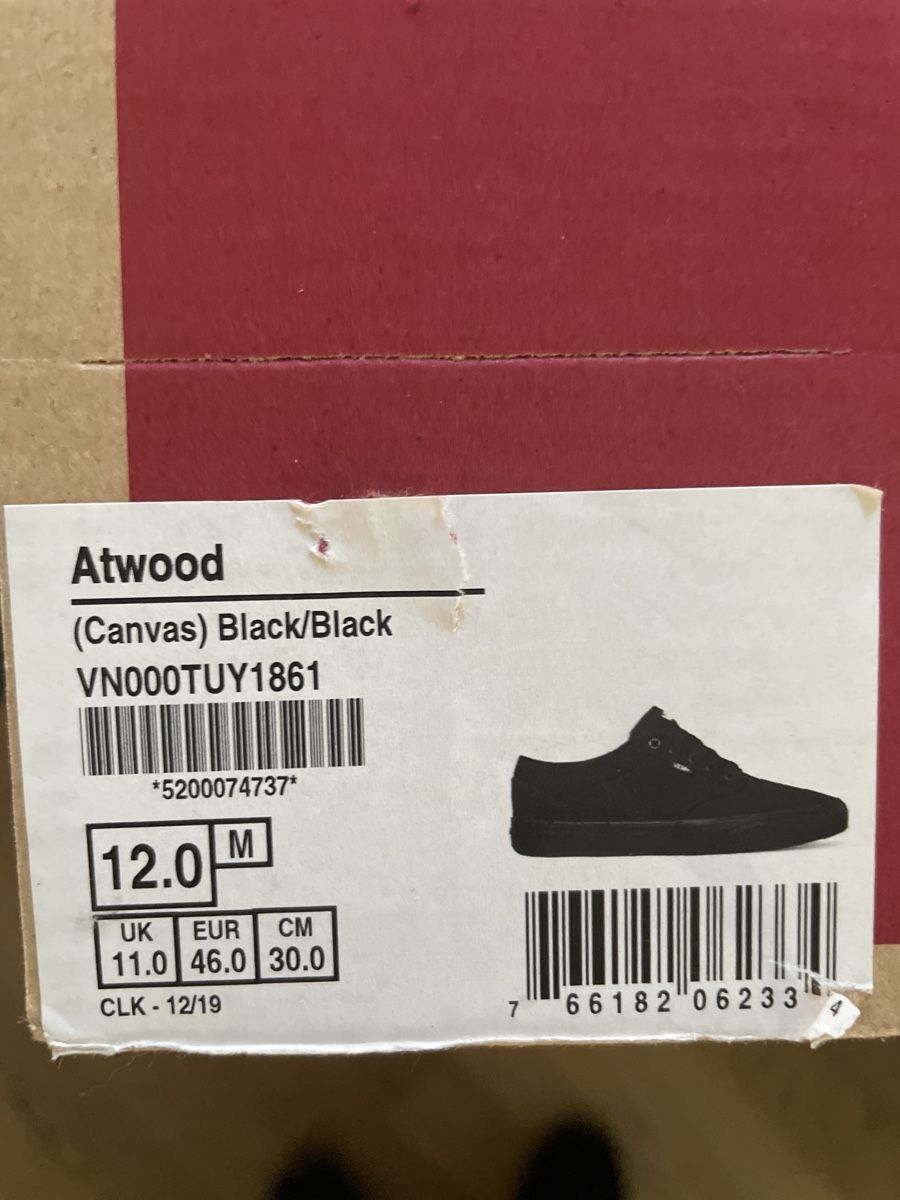 Atwood
(Canvas) Black/Black
VN000TUY1861
*5200074737*
12.0 M
UK EUR CM
11.0 46.0 30.0
CLK - 12/19
7 66182 06233 4